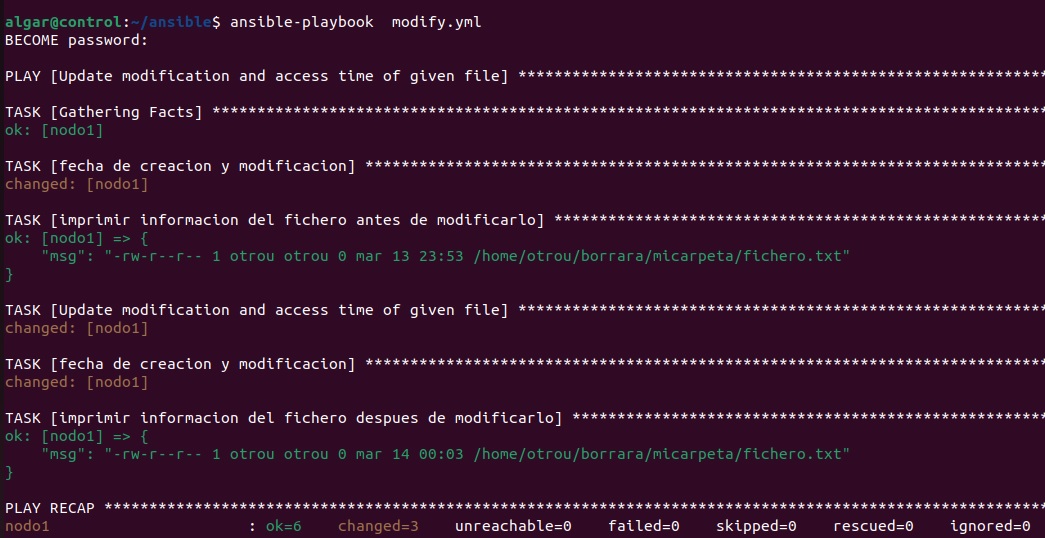 algar@control:~/ansible$ ansible-playbook  modify.yml
BECOME password:
PLAY [Update modification and access time of given file] ***********************************************************
TASK [Gathering Facts] *********************************************************************************************
ok: [nodo1]
TASK [fecha de creacion y modificacion] ****************************************************************************
changed: [nodo1]
TASK [imprimir informacion del fichero antes de modificarlo] *******************************************************
ok: [nodo1] => {
    "msg": "-rw-r--r-- 1 otrou otrou 0 mar 13 23:53 /home/otrou/borrara/micarpeta/fichero.txt"
}
TASK [Update modification and access time of given file] ***********************************************************
changed: [nodo1]
TASK [fecha de creacion y modificacion] ****************************************************************************
changed: [nodo1]
TASK [imprimir informacion del fichero despues de modificarlo] *****************************************************
ok: [nodo1] => {
    "msg": "-rw-r--r-- 1 otrou otrou 0 mar 14 00:03 /home/otrou/borrara/micarpeta/fichero.txt"
}
PLAY RECAP *********************************************************************************************************
nodo1                      : ok=6    changed=3    unreachable=0    failed=0    skipped=0    rescued=0    ignored=0